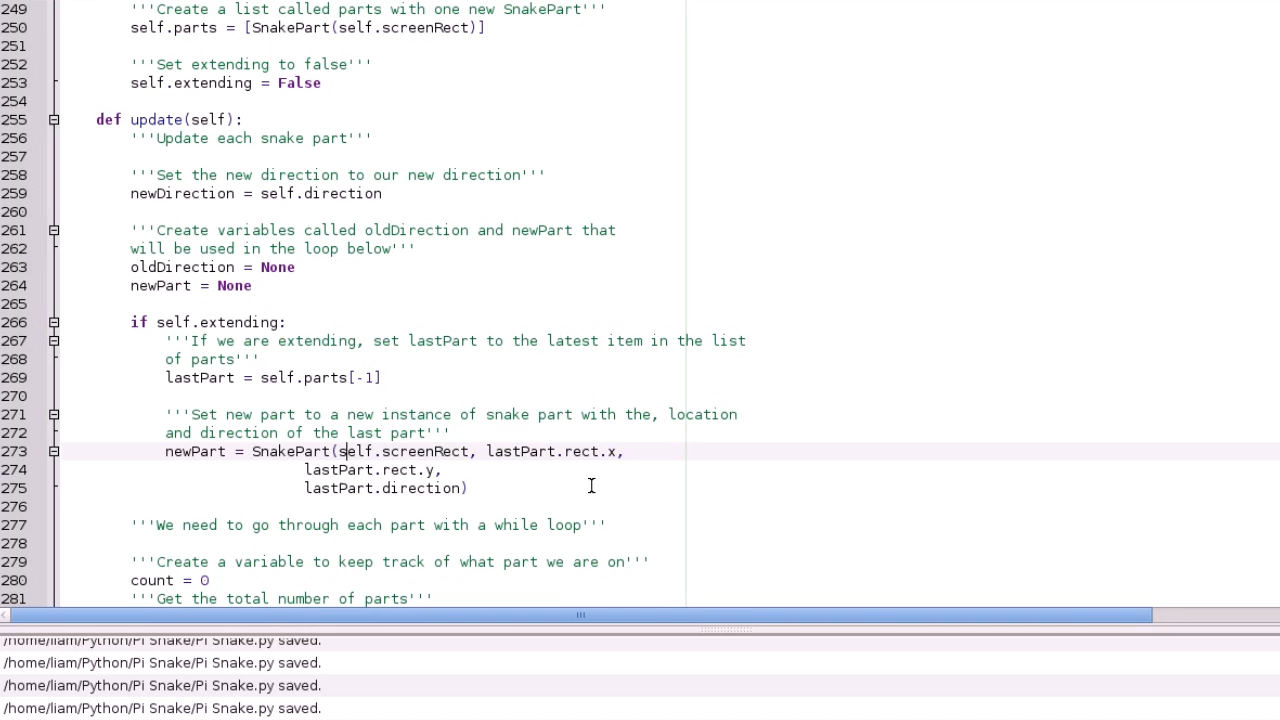 249 '''Create a list called parts with one new SnakePart'''
250 self.parts = [SnakePart(self.screenRect)]
251
252 '''Set extending to false'''
253 self.extending = False
254
255 def update(self):
256 '''Update each snake part'''
257
258 '''Set the new direction to our new direction'''
259 newDirection = self.direction
260
261 '''Create variables called oldDirection and newPart that
262 will be used in the loop below'''
263 oldDirection = None
264 newPart = None
265
266 if self.extending:
267 '''If we are extending, set lastPart to the latest item in the list
268 of parts'''
269 lastPart = self.parts[-1]
270
271 '''Set new part to a new instance of snake part with the, location
272 and direction of the last part'''
273 newPart = SnakePart(self.screenRect, lastPart.rect.x,
274 lastPart.rect.y,
275 lastPart.direction)
276
277 '''We need to go through each part with a while loop'''
278
279 '''Create a variable to keep track of what part we are on'''
280 count = 0
281 '''Get the total number of parts'''
/home/liam/Python/Pi Snake/Pi Snake.py saved.
/home/liam/Python/Pi Snake/Pi Snake.py saved.
/home/liam/Python/Pi Snake/Pi Snake.py saved.
/home/liam/Python/Pi Snake/Pi Snake.py saved.